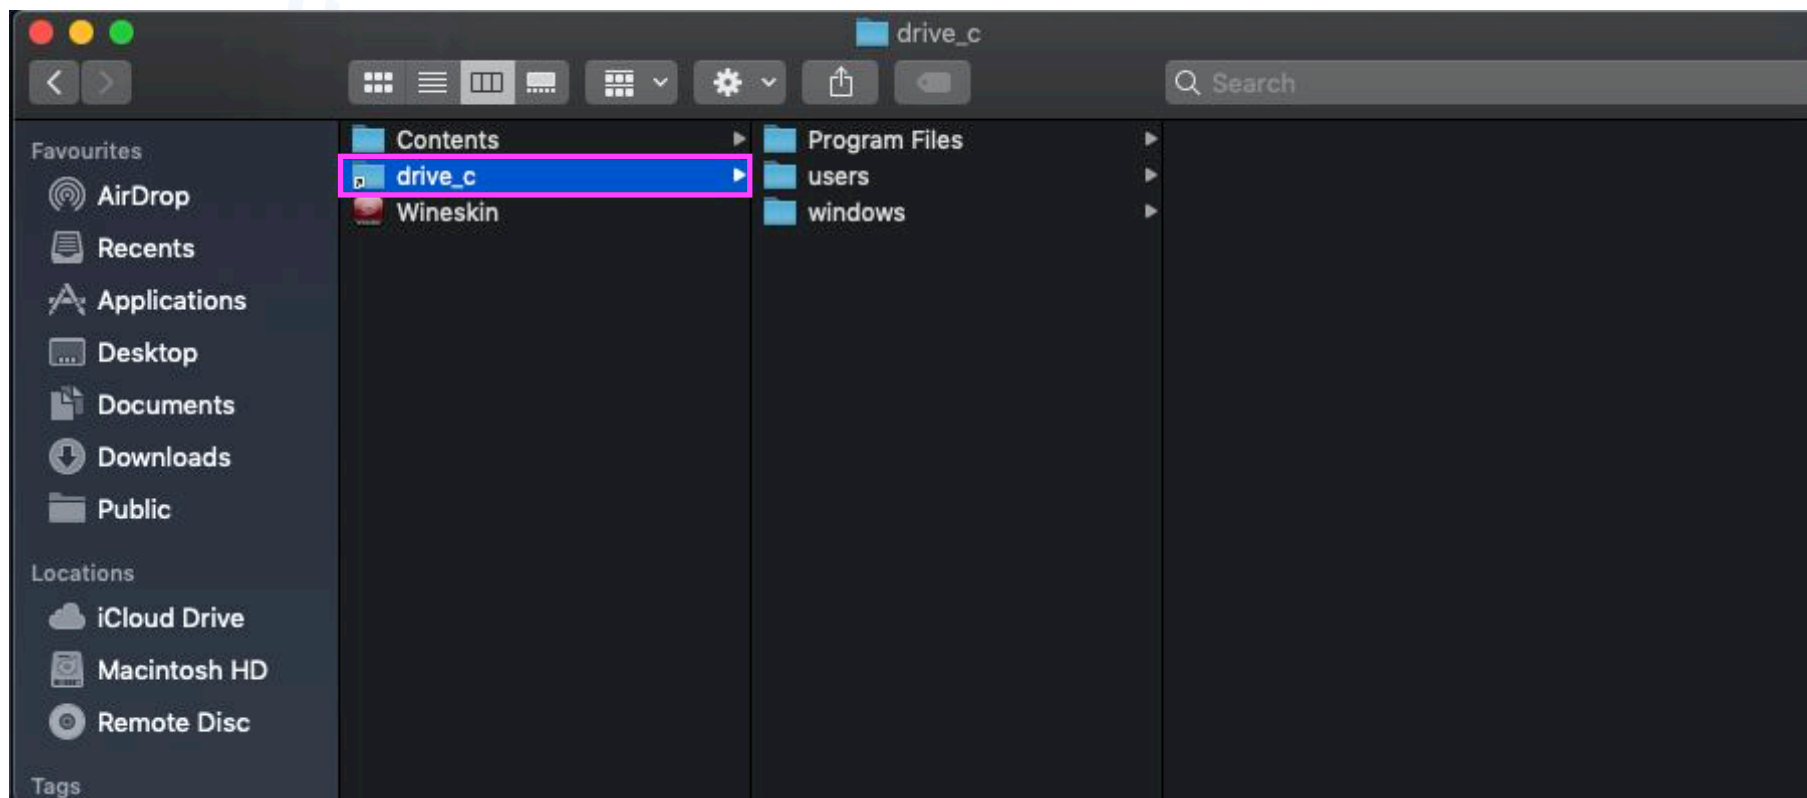 drive_c
Search
Favourites
AirDrop
Recents
Applications
Desktop
Documents
Downloads
Public
Locations
iCloud Drive
Macintosh HD
Remote Disc
Tags
Contents
drive_c
Wineskin
Program Files
users
windows